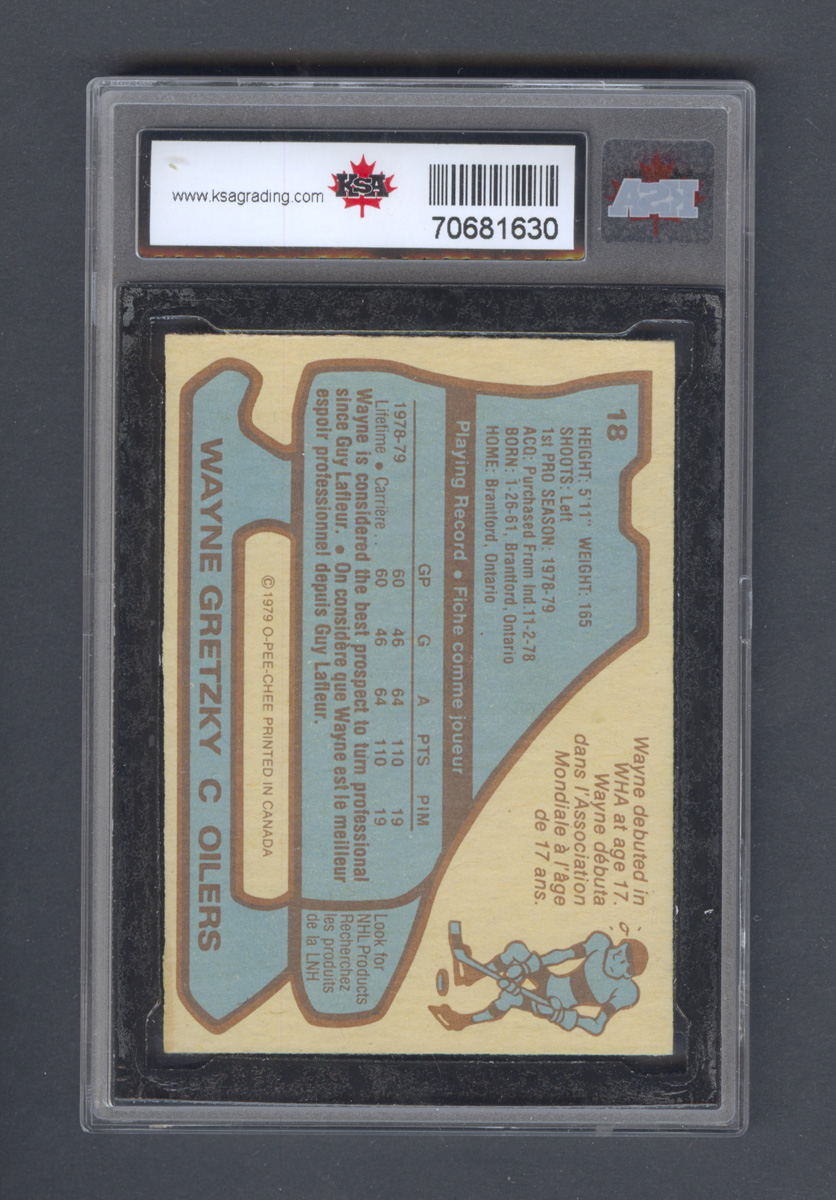 www.ksagrading.com
KSA
70681630
KSA
18
HEIGHT: 5'11" WEIGHT: 165
SHOOTS: Left
1st PRO SEASON: 1978-79
ACQ: Purchased From Ind.11-2-78
BORN: 1-26-61, Brantford, Ontario
HOME: Brantford, Ontario
Wayne debuted in
WHA at age 17.
Wayne débuta
dans l'Association
Mondiale à l'âge
de 17 ans.
Playing Record • Fiche comme joueur
GP G A PTS PIM
1978-79 60 46 64 110 19
Lifetime • Carrière .. 60 46 64 110 19
Wayne is considered the best prospect to turn professional
since Guy Lafleur. • On considère que Wayne est le meilleur
espoir professionnel depuis Guy Lafleur.
Look for
NHL Products
Recherchez
les produits
de la LNH
©1979 O-PEE-CHEE PRINTED IN CANADA
WAYNE GRETZKY C OILERS